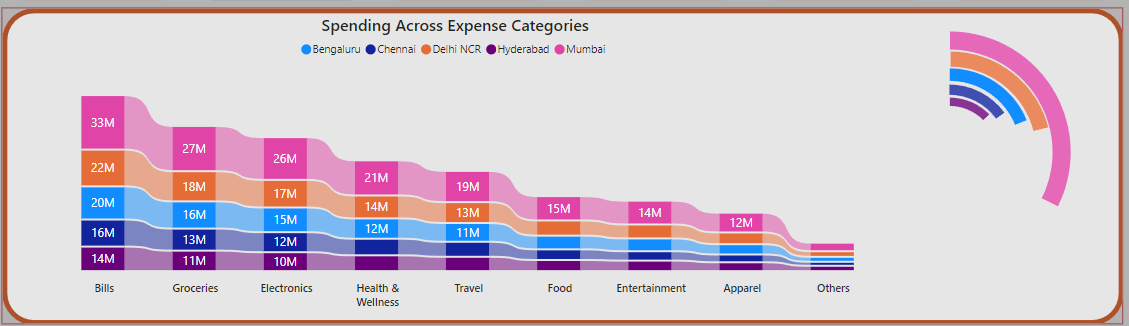 Spending Across Expense Categories
Bengaluru Chennai Delhi NCR Hyderabad Mumbai
33M
22M
20M
16M
14M
27M
18M
16M
13M
11M
26M
17M
15M
12M
10M
21M
14M
12M
19M
13M
11M
15M
14M
12M
Bills Groceries Electronics Health & Travel Food Entertainment Apparel Others
Wellness